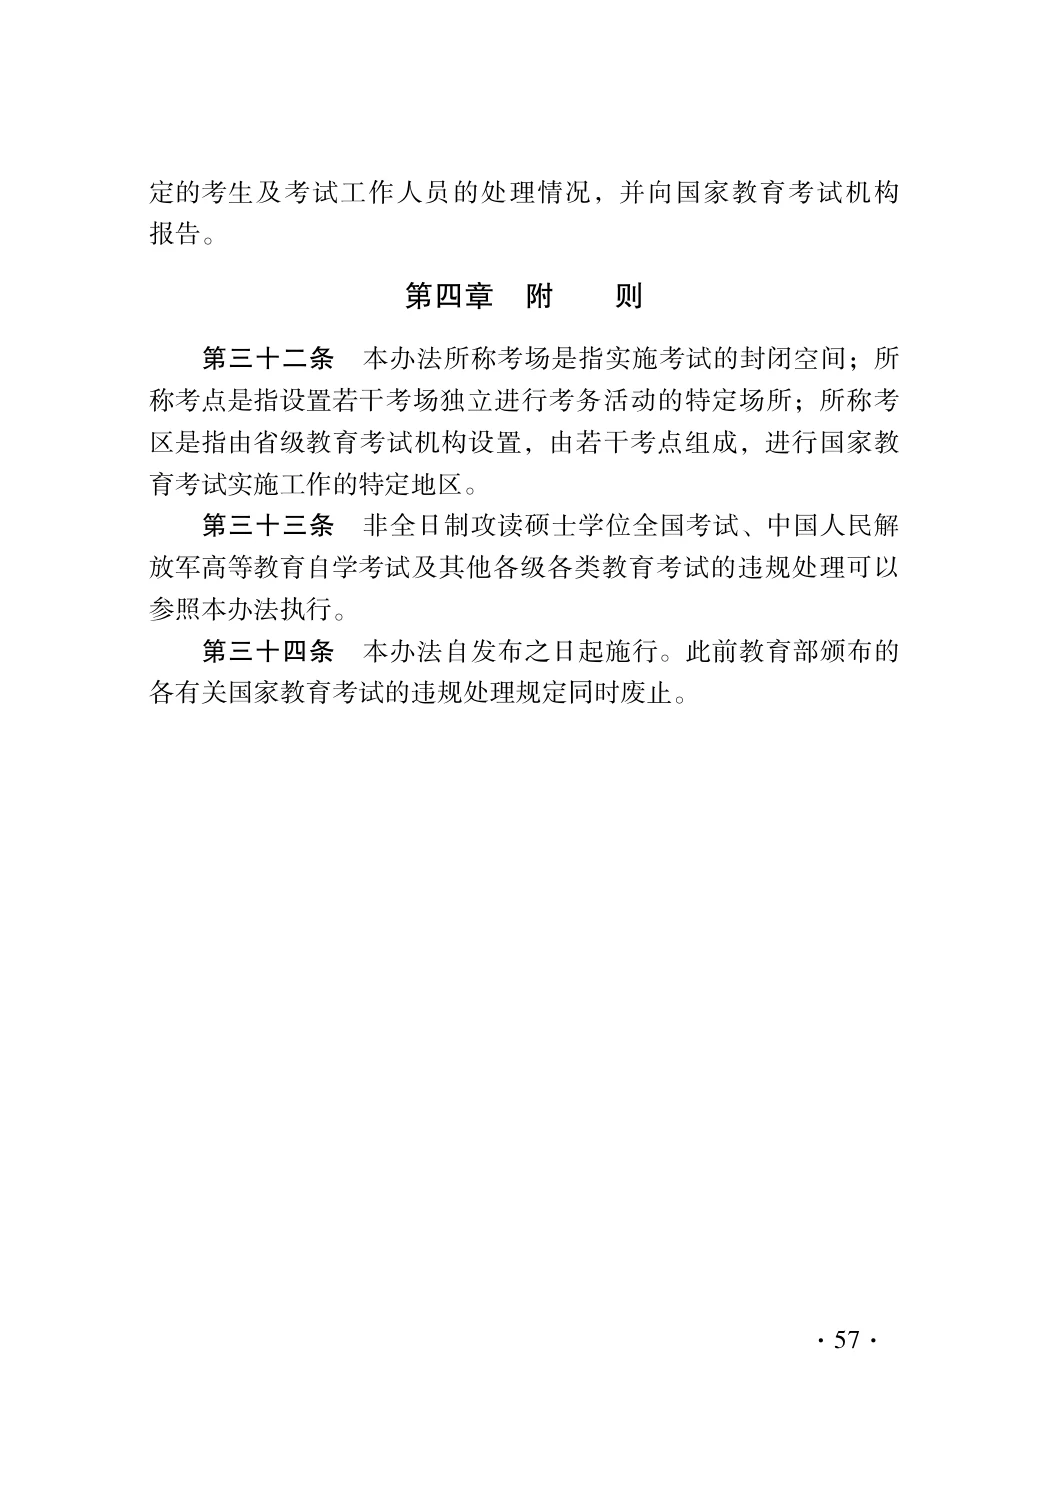 定的考生及考试工作人员的处理情况，并向国家教育考试机构
报告。
第四章　附　　则
第三十二条　本办法所称考场是指实施考试的封闭空间；所
称考点是指设置若干考场独立进行考务活动的特定场所；所称考
区是指由省级教育考试机构设置，由若干考点组成，进行国家教
育考试实施工作的特定地区。
第三十三条　非全日制攻读硕士学位全国考试、中国人民解
放军高等教育自学考试及其他各级各类教育考试的违规处理可以
参照本办法执行。
第三十四条　本办法自发布之日起施行。此前教育部颁布的
各有关国家教育考试的违规处理规定同时废止。
· 57 ·